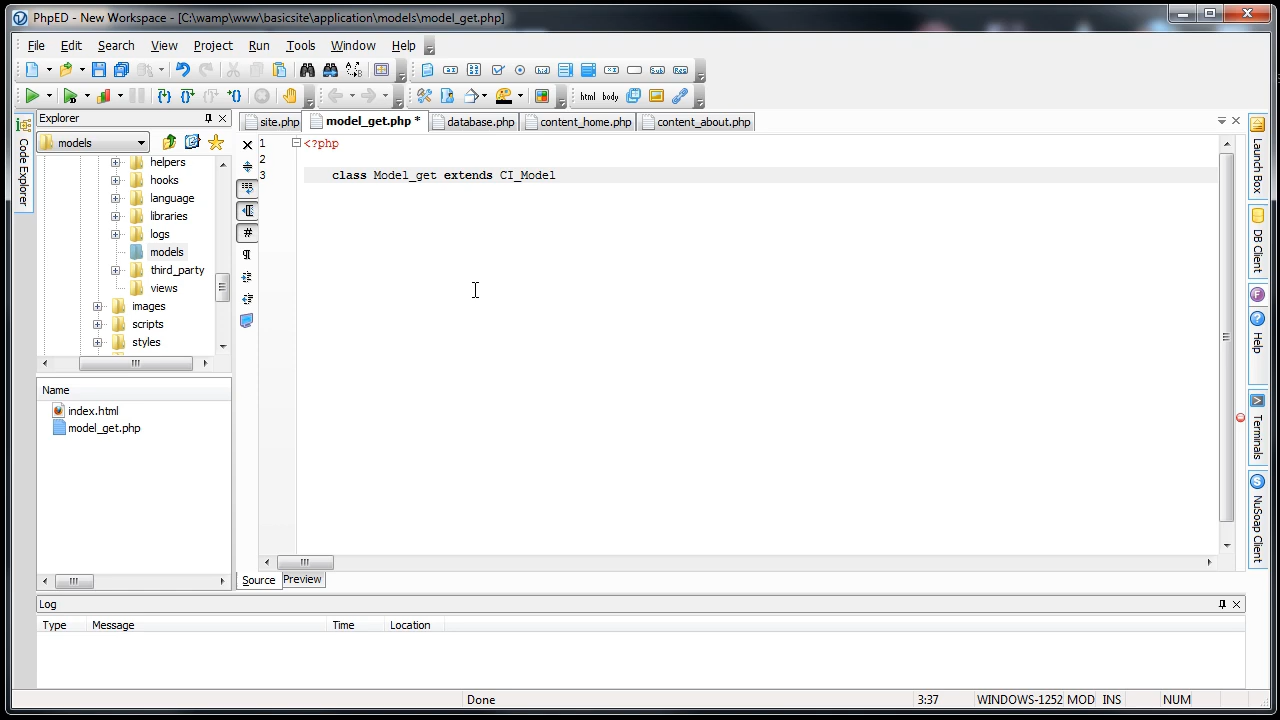 PhpED - New Workspace - [C:\wamp\www\basicsite\application\models\model_get.php]
File Edit Search View Project Run Tools Window Help
html body Sub Res
Explorer
models
helpers
hooks
language
libraries
logs
models
third_party
views
images
scripts
styles
Name
index.html
model_get.php
Code Explorer
site.php model_get.php * database.php content_home.php content_about.php
1 <?php
2
3 class Model_get extends CI_Model
Source Preview
Launch Box
DB Client
Help
Terminals
NuSoap Client
Log
Type Message Time Location
Done 3:37 WINDOWS-1252 MOD INS NUM